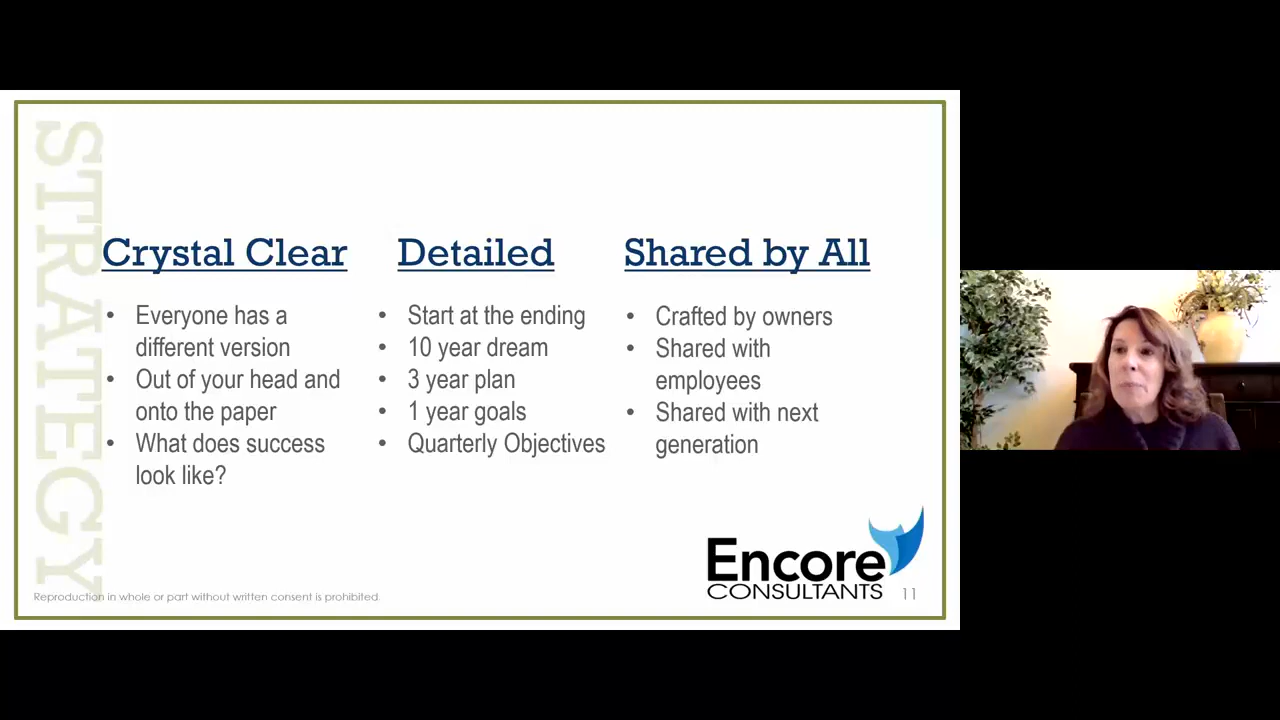 STRATEGY
Crystal Clear
• Everyone has a
different version
• Out of your head and
onto the paper
• What does success
look like?
Detailed
• Start at the ending
• 10 year dream
• 3 year plan
• 1 year goals
• Quarterly Objectives
Shared by All
• Crafted by owners
• Shared with
employees
• Shared with next
generation
Encore
CONSULTANTS
Reproduction in whole or part without written consent is prohibited.
11